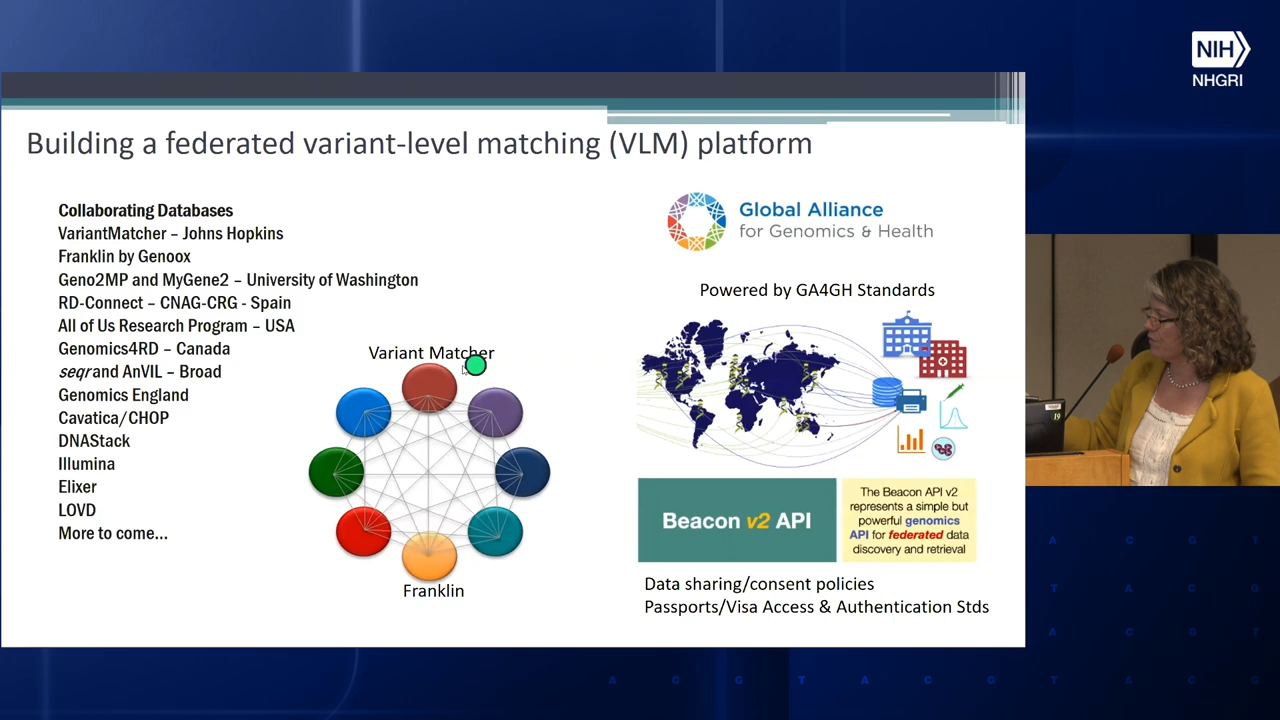 NIH
NHGRI
Building a federated variant-level matching (VLM) platform
Collaborating Databases
VariantMatcher – Johns Hopkins
Franklin by Genoox
Geno2MP and MyGene2 – University of Washington
RD-Connect – CNAG-CRG - Spain
All of Us Research Program – USA
Genomics4RD – Canada
seqr and AnVIL – Broad
Genomics England
Cavatica/CHOP
DNAStack
Illumina
Elixer
LOVD
More to come...
Variant Matcher
Franklin
Global Alliance
for Genomics & Health
Powered by GA4GH Standards
Beacon v2 API
The Beacon API v2
represents a simple but
powerful genomics
API for federated data
discovery and retrieval
Data sharing/consent policies
Passports/Visa Access & Authentication Stds
19
A C G T
T A C G
A C G T
A C G T A C G T A C G